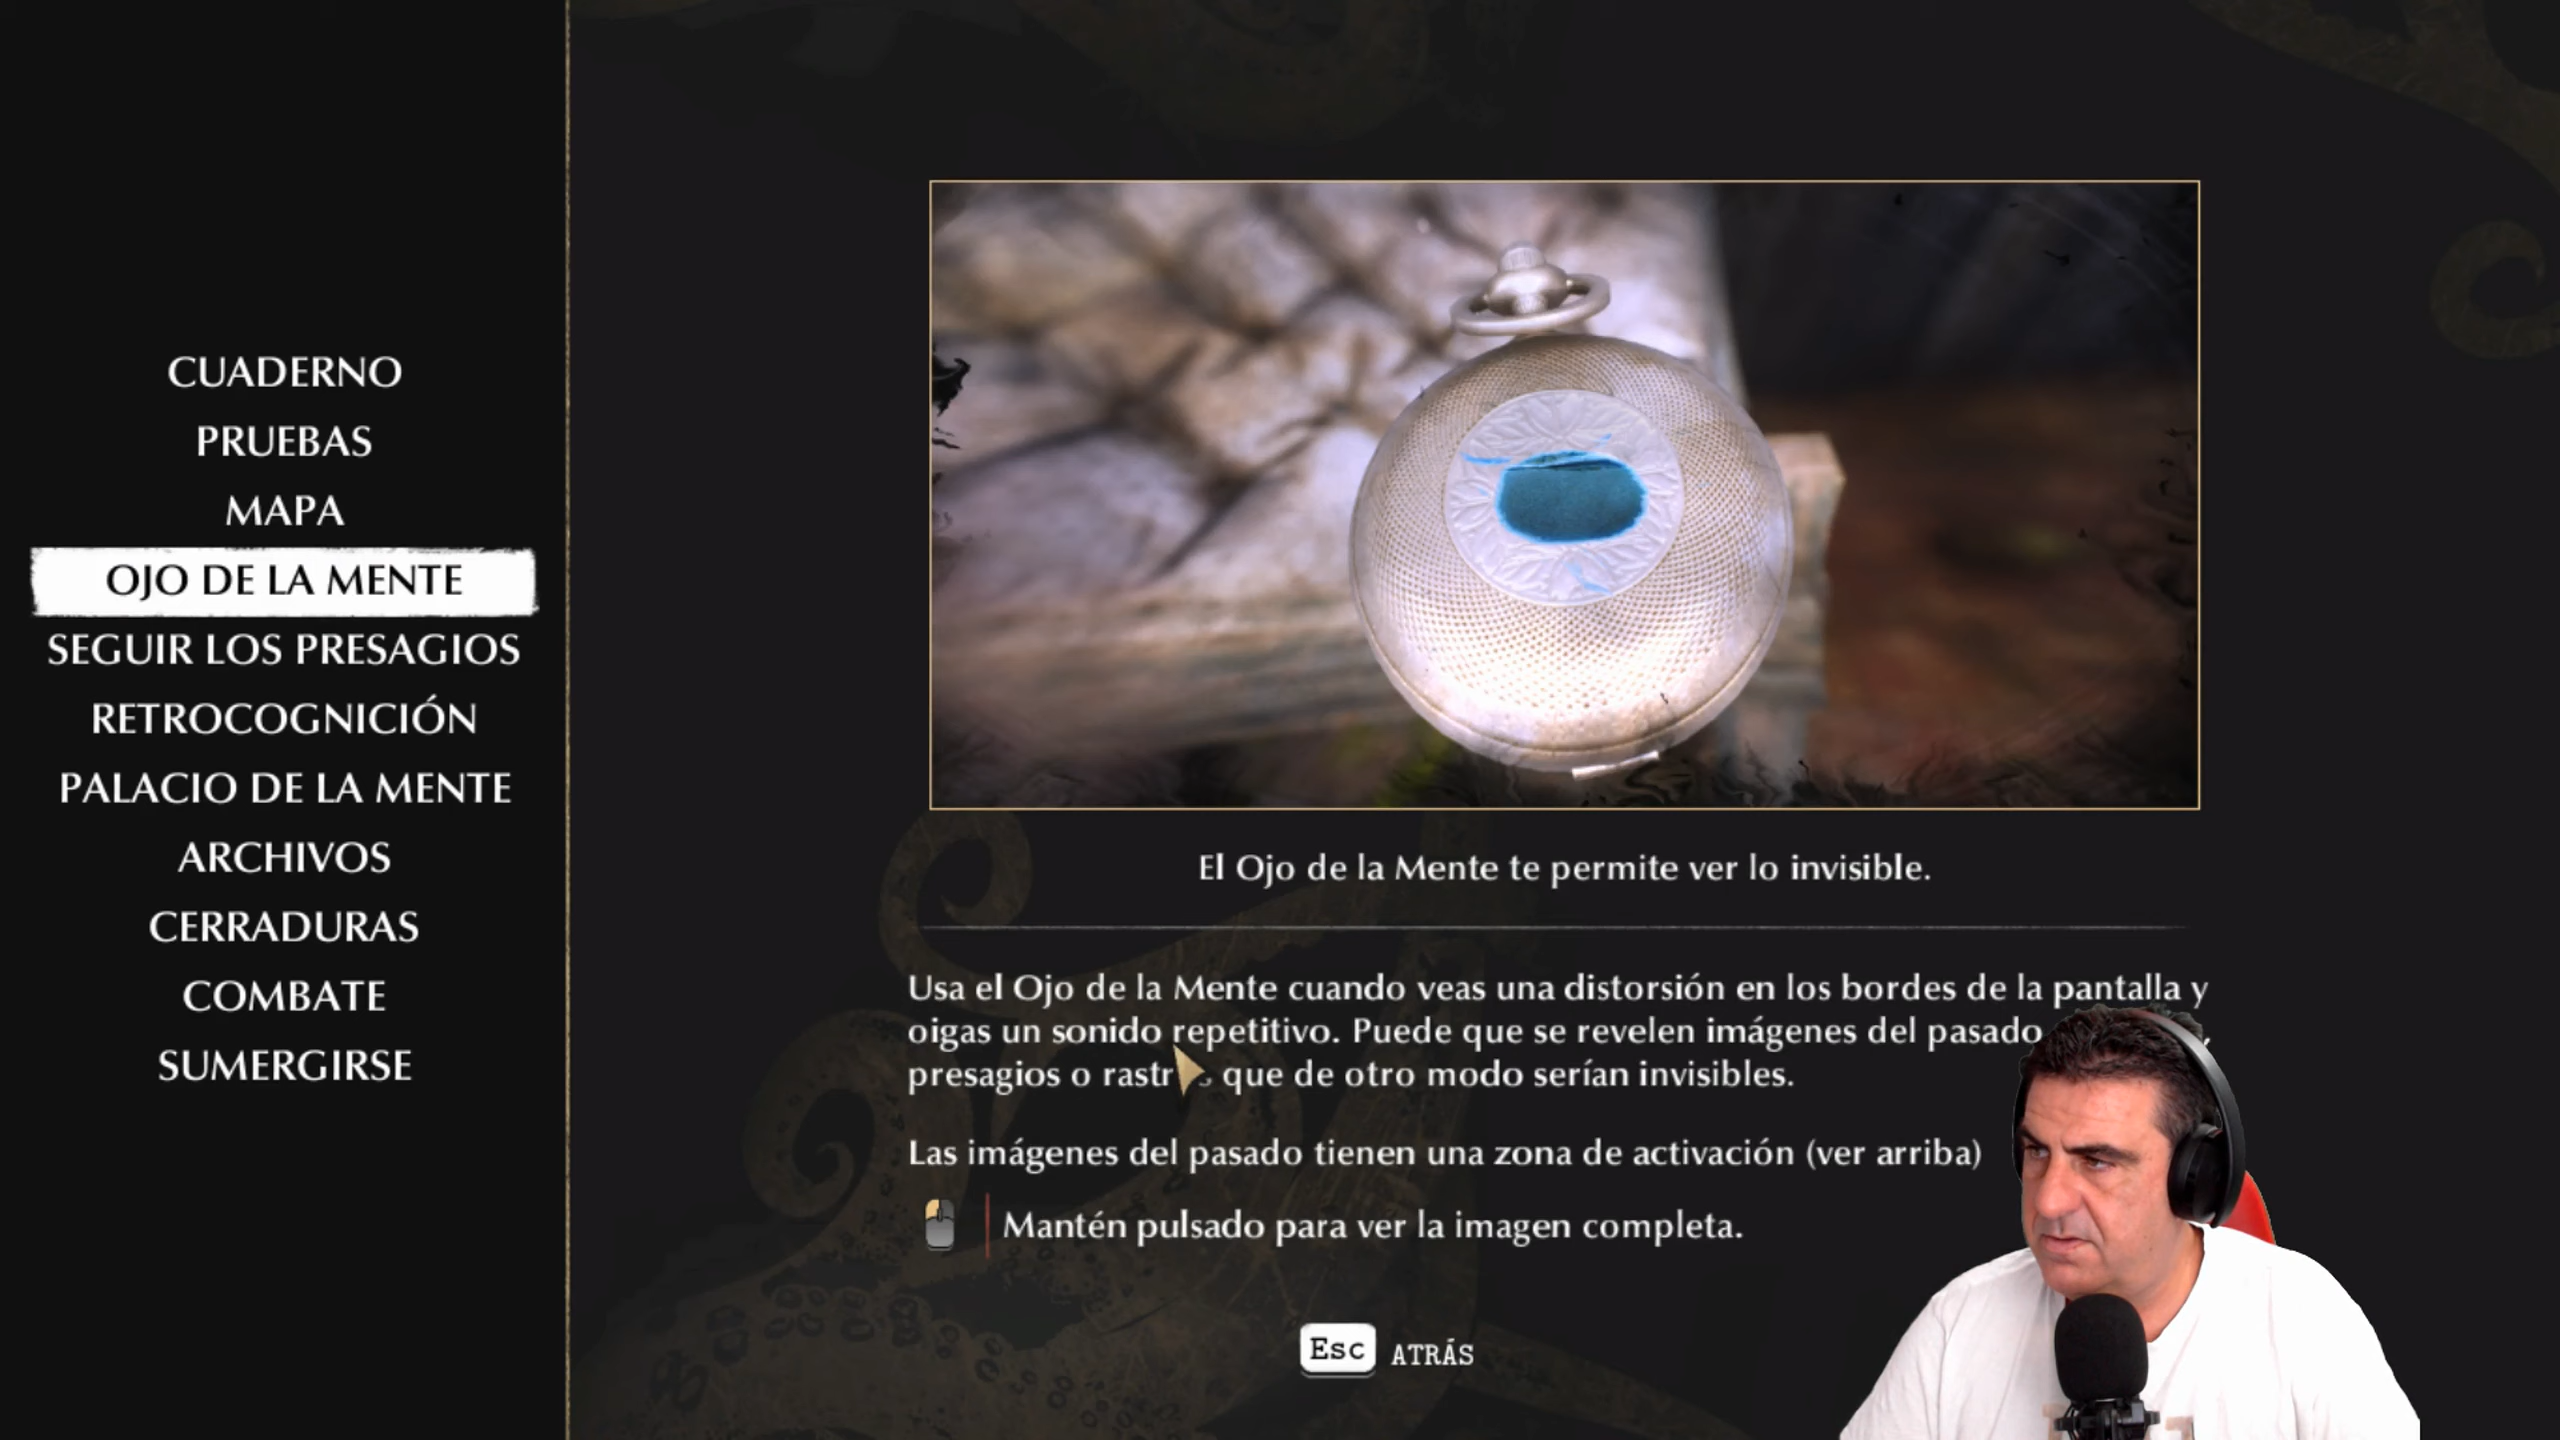 CUADERNO
PRUEBAS
MAPA
OJO DE LA MENTE
SEGUIR LOS PRESAGIOS
RETROCOGNICIÓN
PALACIO DE LA MENTE
ARCHIVOS
CERRADURAS
COMBATE
SUMERGIRSE
El Ojo de la Mente te permite ver lo invisible.
Usa el Ojo de la Mente cuando veas una distorsión en los bordes de la pantalla y
oigas un sonido repetitivo. Puede que se revelen imágenes del pasado
presagios o que de otro modo serían invisibles.
Las imágenes del pasado tienen una zona de activación (ver arriba)
Mantén pulsado para ver la imagen completa.
Esc ATRÁS